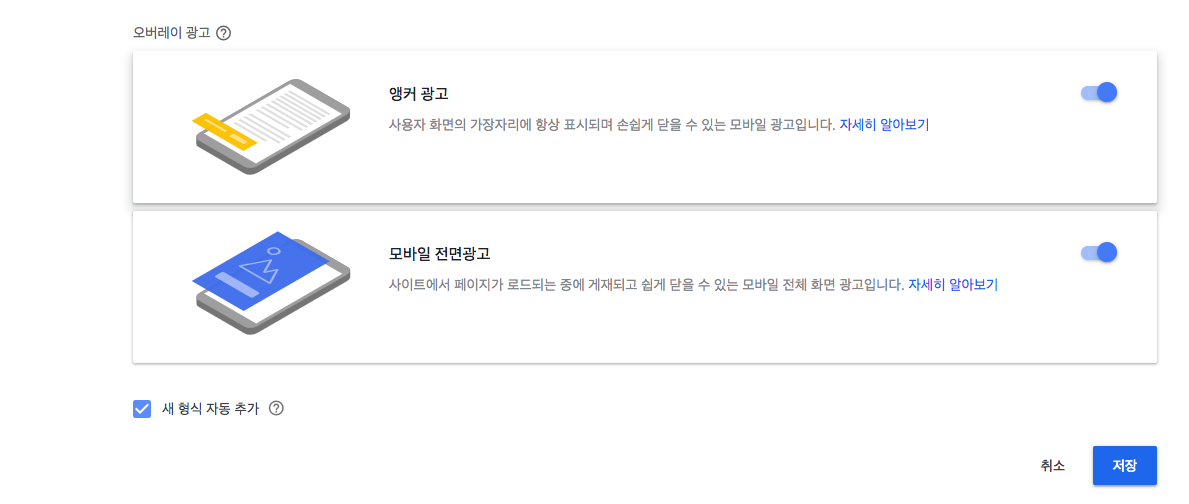 오버레이 광고
앵커 광고
사용자 화면의 가장자리에 항상 표시되며 손쉽게 닫을 수 있는 모바일 광고입니다. 자세히 알아보기
모바일 전면광고
사이트에서 페이지가 로드되는 중에 게재되고 쉽게 닫을 수 있는 모바일 전체 화면 광고입니다. 자세히 알아보기
새 형식 자동 추가
취소 저장